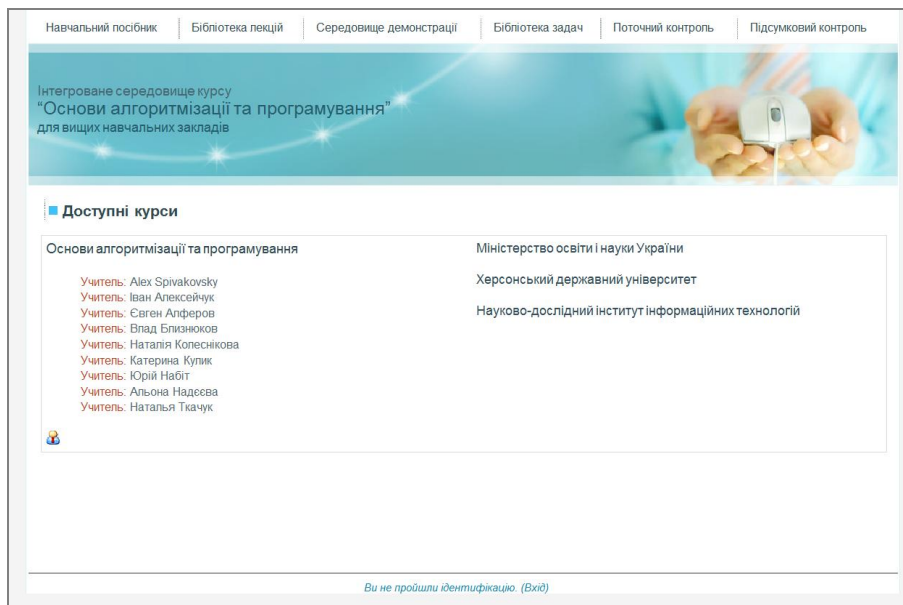 Навчальний посібник
Бібліотека лекцій
Середовище демонстрації
Бібліотека задач
Поточний контроль
Підсумковий контроль
Інтегроване середовище курсу
“Основи алгоритмізації та програмування”
для вищих навчальних закладів
Доступні курси
Основи алгоритмізації та програмування
Учитель: Alex Spivakovsky
Учитель: Іван Алексейчук
Учитель: Євген Алферов
Учитель: Влад Близнюков
Учитель: Наталія Колеснікова
Учитель: Катерина Кулик
Учитель: Юрій Набіт
Учитель: Альона Надєєва
Учитель: Наталья Ткачук
Міністерство освіти і науки України
Херсонський державний університет
Науково-дослідний інститут інформаційних технологій
Ви не пройшли ідентифікацію. (Вхід)